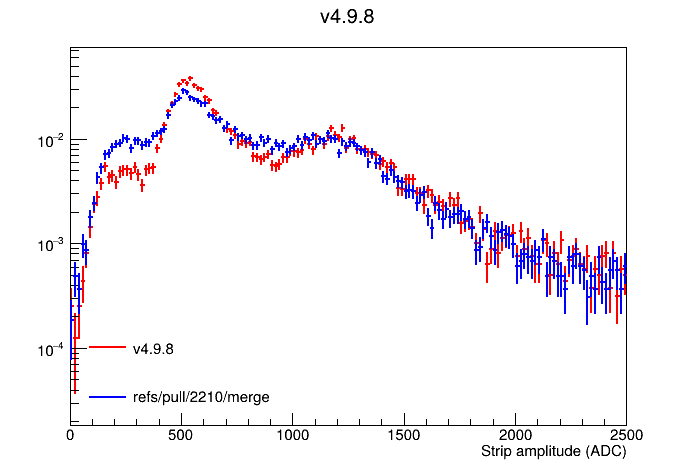 v4.9.8
10⁻²
10⁻³
10⁻⁴
v4.9.8
refs/pull/2210/merge
0 500 1000 1500 2000 2500
Strip amplitude (ADC)